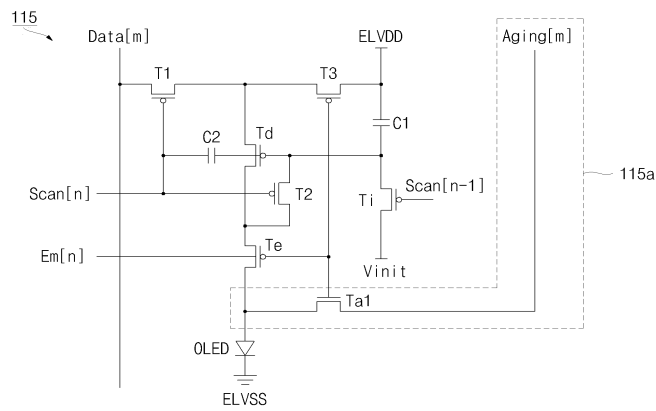 115
Data[m]
ELVDD
Aging[m]
T1
T3
C1
C2
Td
115a
Scan[n]
T2
Ti
Scan[n-1]
Em[n]
Te
Vinit
Ta1
OLED
ELVSS